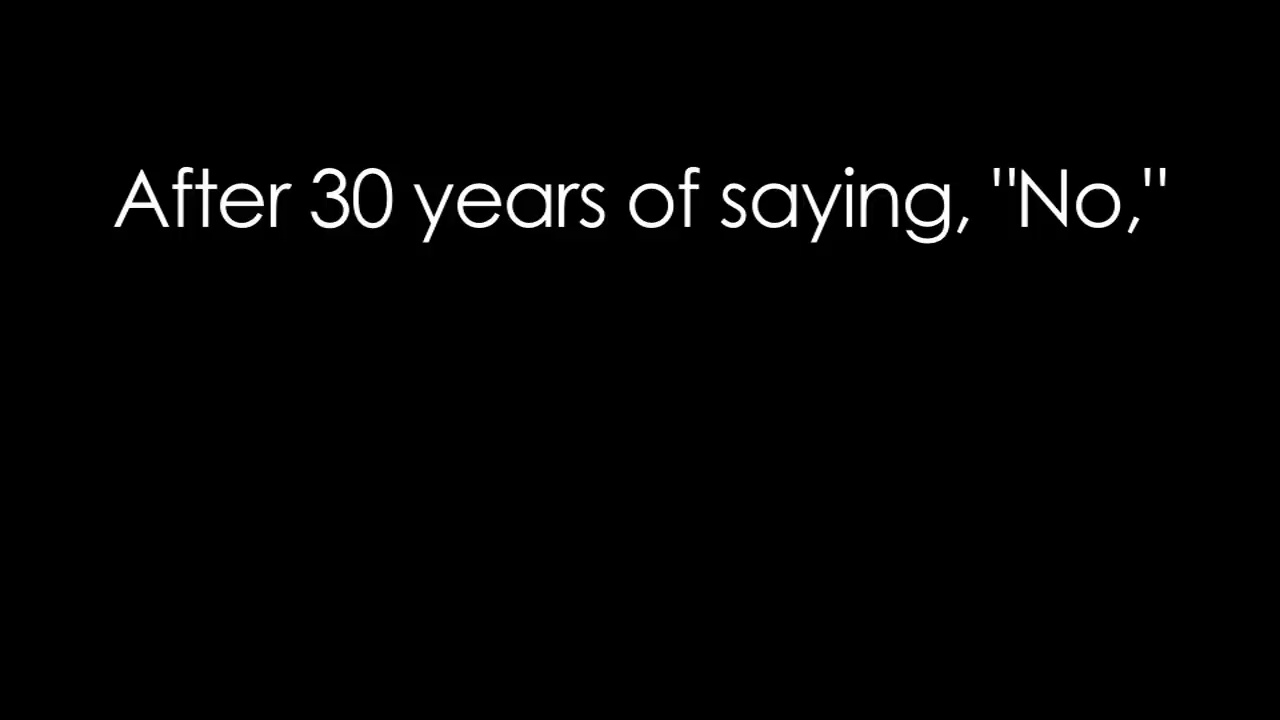 After 30 years of saying, "No,"